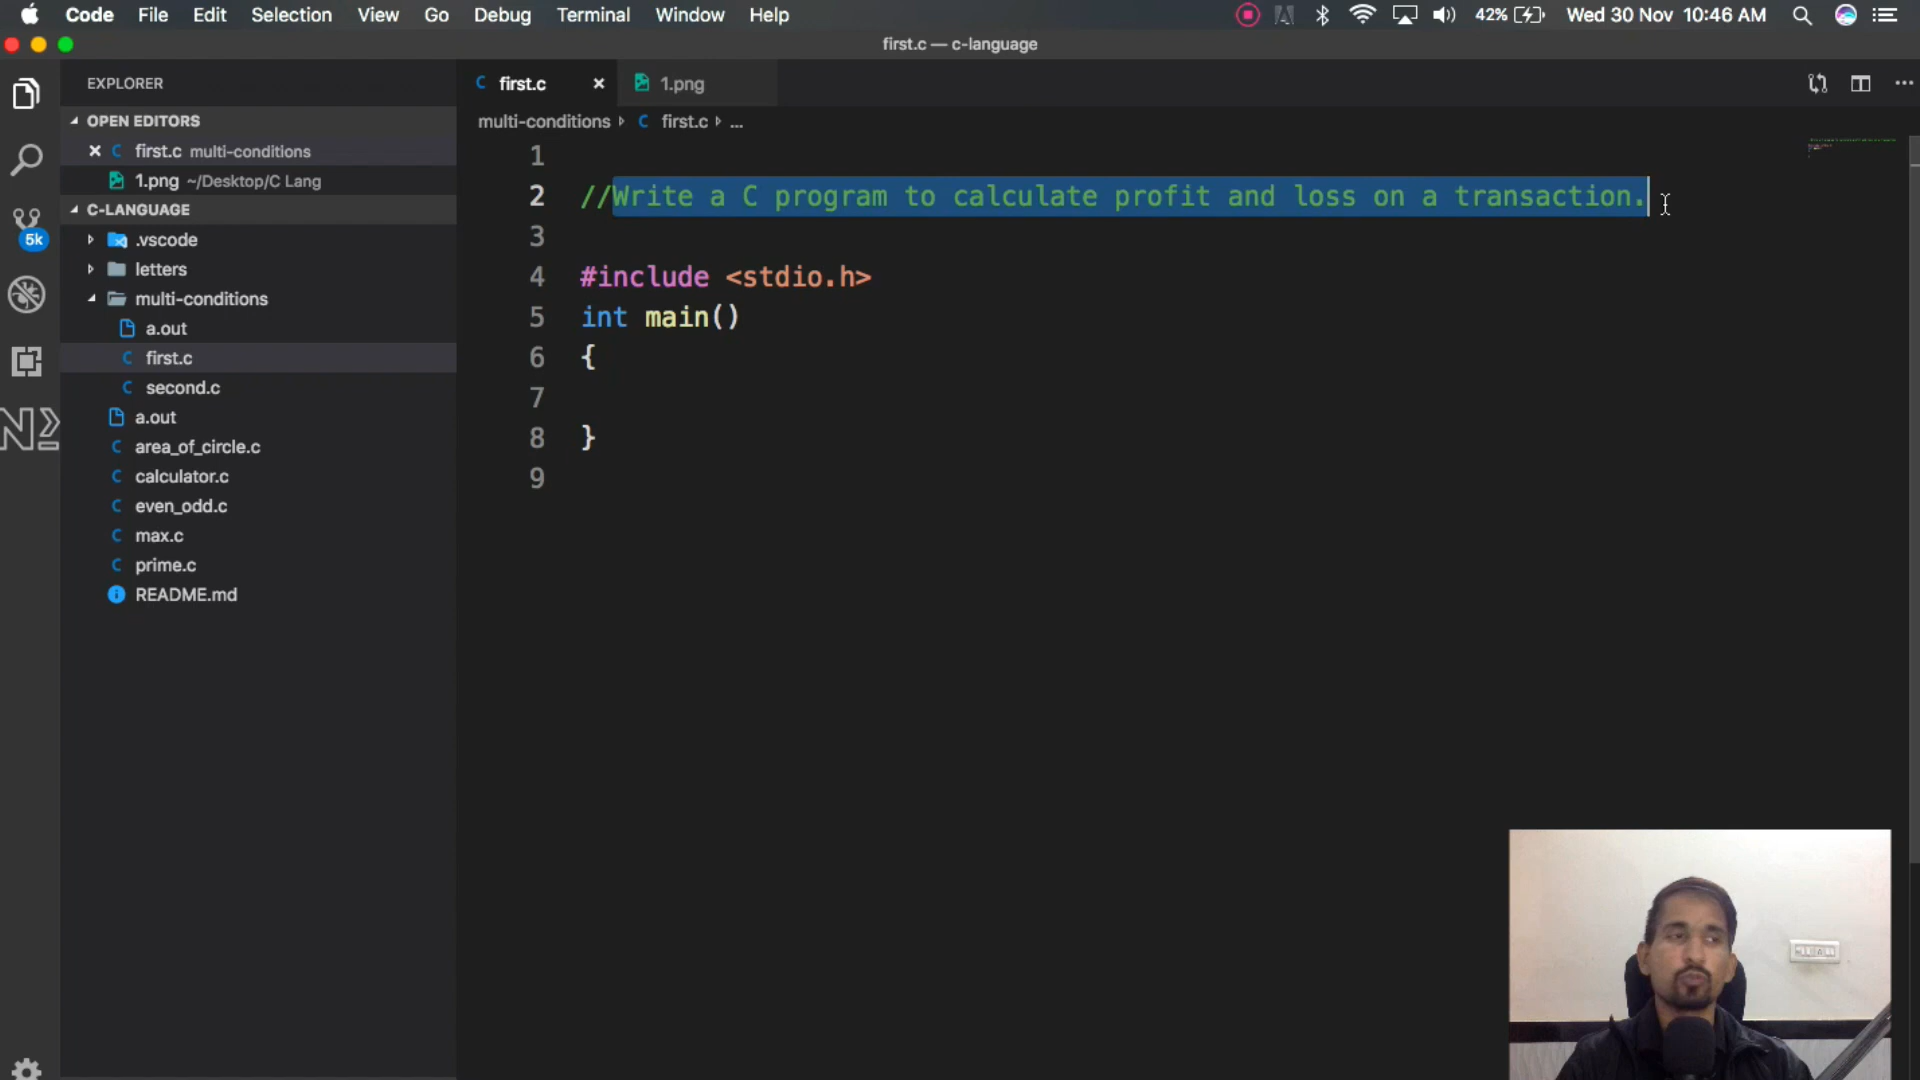 Code File Edit Selection View Go Debug Terminal Window Help 42% Wed 30 Nov 10:46 AM
first.c — c-language
EXPLORER
first.c
1.png
OPEN EDITORS
multi-conditions first.c ...
first.c multi-conditions
1.png ~/Desktop/C Lang
C-LANGUAGE
.vscode
letters
multi-conditions
a.out
first.c
second.c
a.out
area_of_circle.c
calculator.c
even_odd.c
max.c
prime.c
README.md
5k
1
2 //Write a C program to calculate profit and loss on a transaction.
3
4 #include <stdio.h>
5 int main()
6 {
7
8 }
9